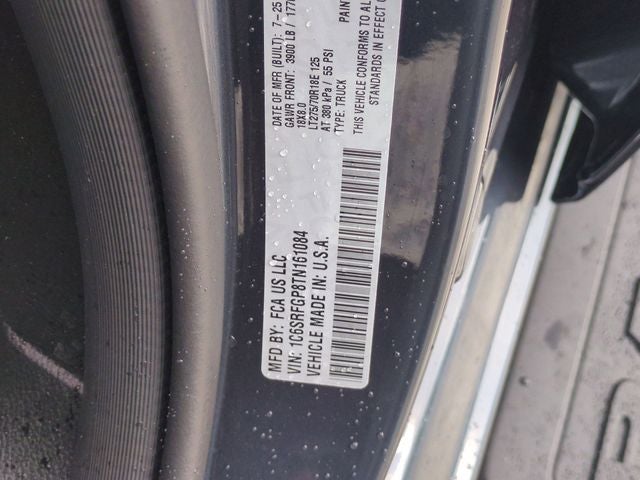 MFD BY: FCA US LLC
VIN: 1C6SRFGP8TN161084
VEHICLE MADE IN: U.S.A.
DATE OF MFR (BUILT): 7-25
GAWR FRONT: 3900 LB / 177
18X8.0
LT275/70R18E 125
AT 380 kPa / 55 PSI
TYPE: TRUCK
PAIN
THIS VEHICLE CONFORMS TO AL
STANDARDS IN EFFECT